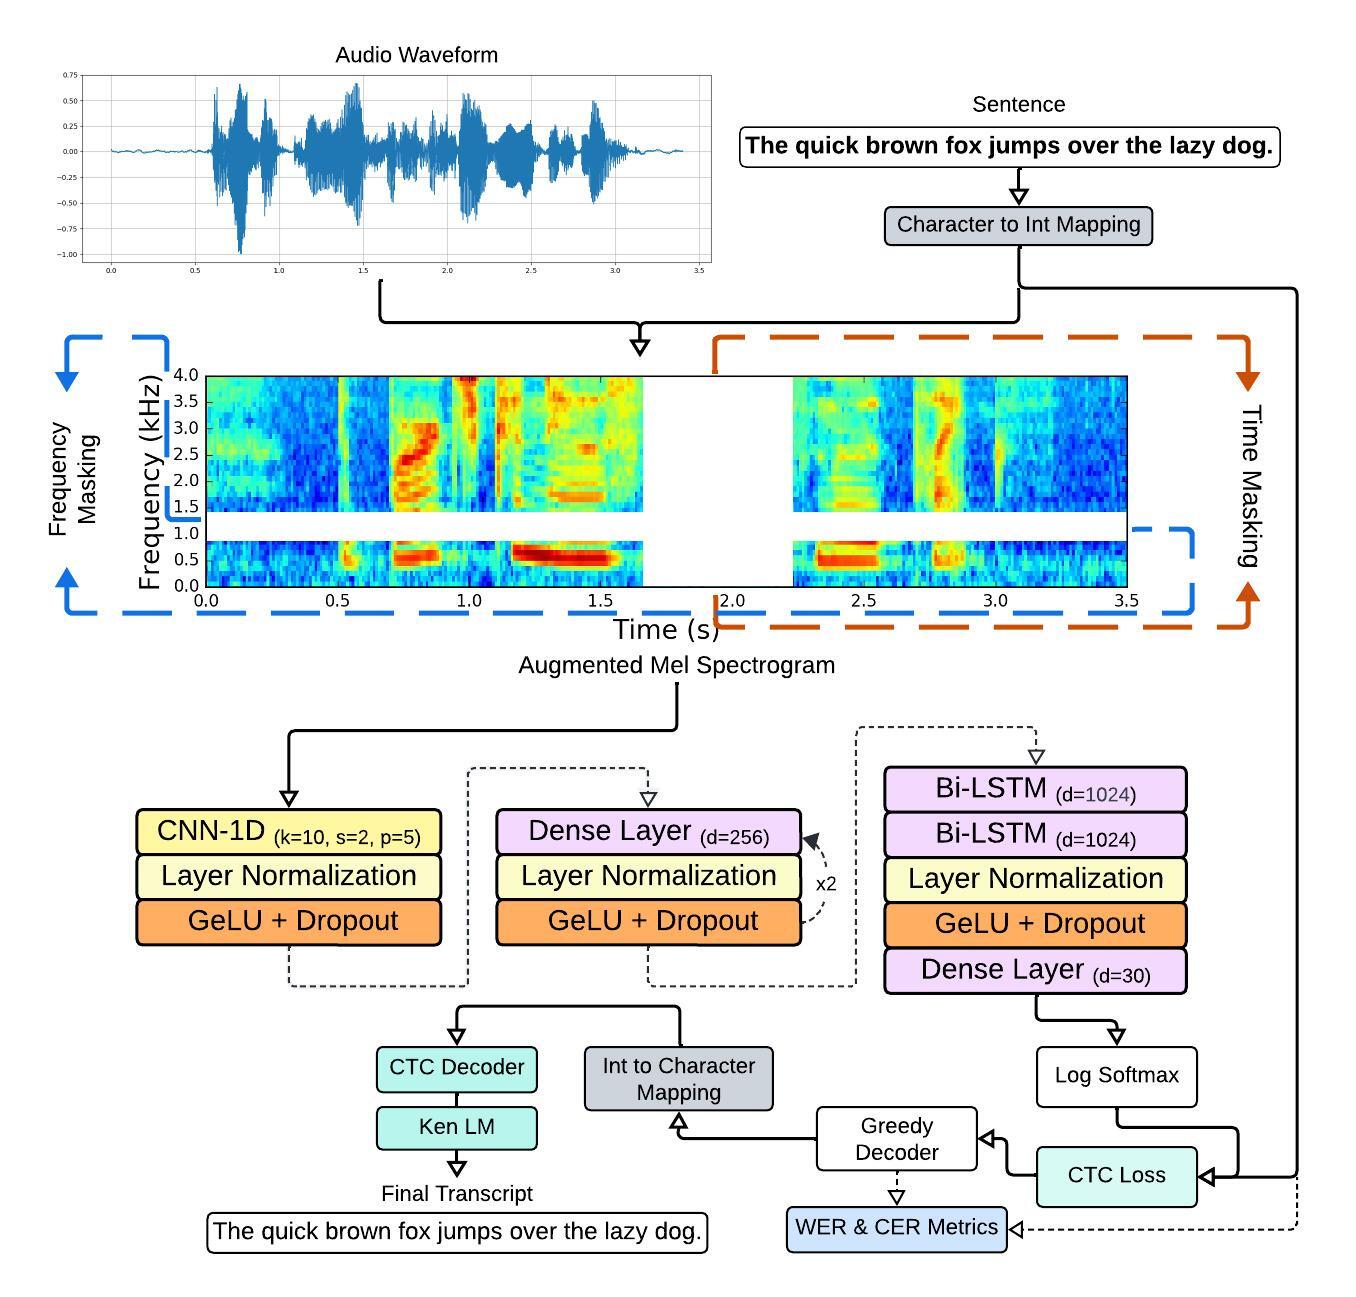 Audio Waveform
0.75
0.50
0.25
0.00
−0.25
−0.50
−0.75
−1.00
0.0 0.5 1.0 1.5 2.0 2.5 3.0 3.5
Sentence
The quick brown fox jumps over the lazy dog.
Character to Int Mapping
Frequency
Masking
Frequency (kHz)
4.0
3.5
3.0
2.5
2.0
1.5
1.0
0.5
0.0
0.0 0.5 1.0 1.5 2.0 2.5 3.0 3.5
Time (s)
Time Masking
Augmented Mel Spectrogram
CNN-1D (k=10, s=2, p=5)
Layer Normalization
GeLU + Dropout
Dense Layer (d=256)
Layer Normalization
GeLU + Dropout
x2
Bi-LSTM (d=1024)
Bi-LSTM (d=1024)
Layer Normalization
GeLU + Dropout
Dense Layer (d=30)
Log Softmax
CTC Loss
Greedy
Decoder
WER & CER Metrics
Int to Character
Mapping
CTC Decoder
Ken LM
Final Transcript
The quick brown fox jumps over the lazy dog.